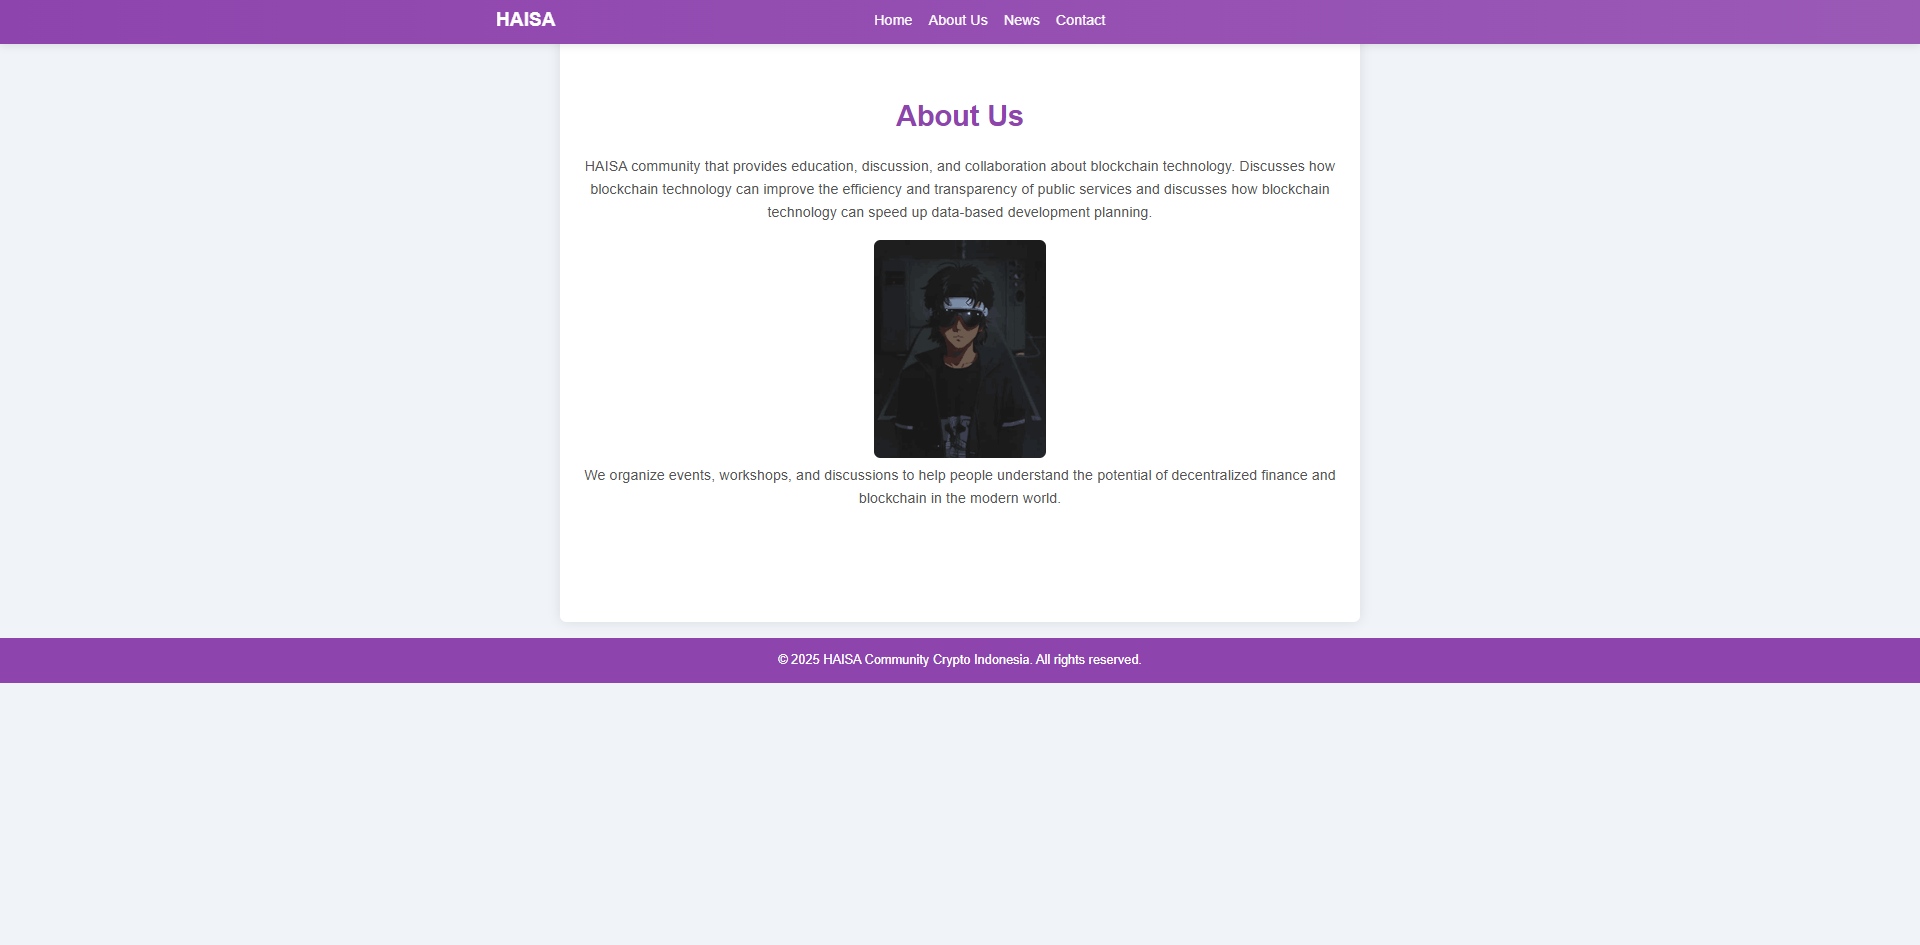 HAISA
Home About Us News Contact
About Us
HAISA community that provides education, discussion, and collaboration about blockchain technology. Discusses how
blockchain technology can improve the efficiency and transparency of public services and discusses how blockchain
technology can speed up data-based development planning.
We organize events, workshops, and discussions to help people understand the potential of decentralized finance and
blockchain in the modern world.
© 2025 HAISA Community Crypto Indonesia. All rights reserved.